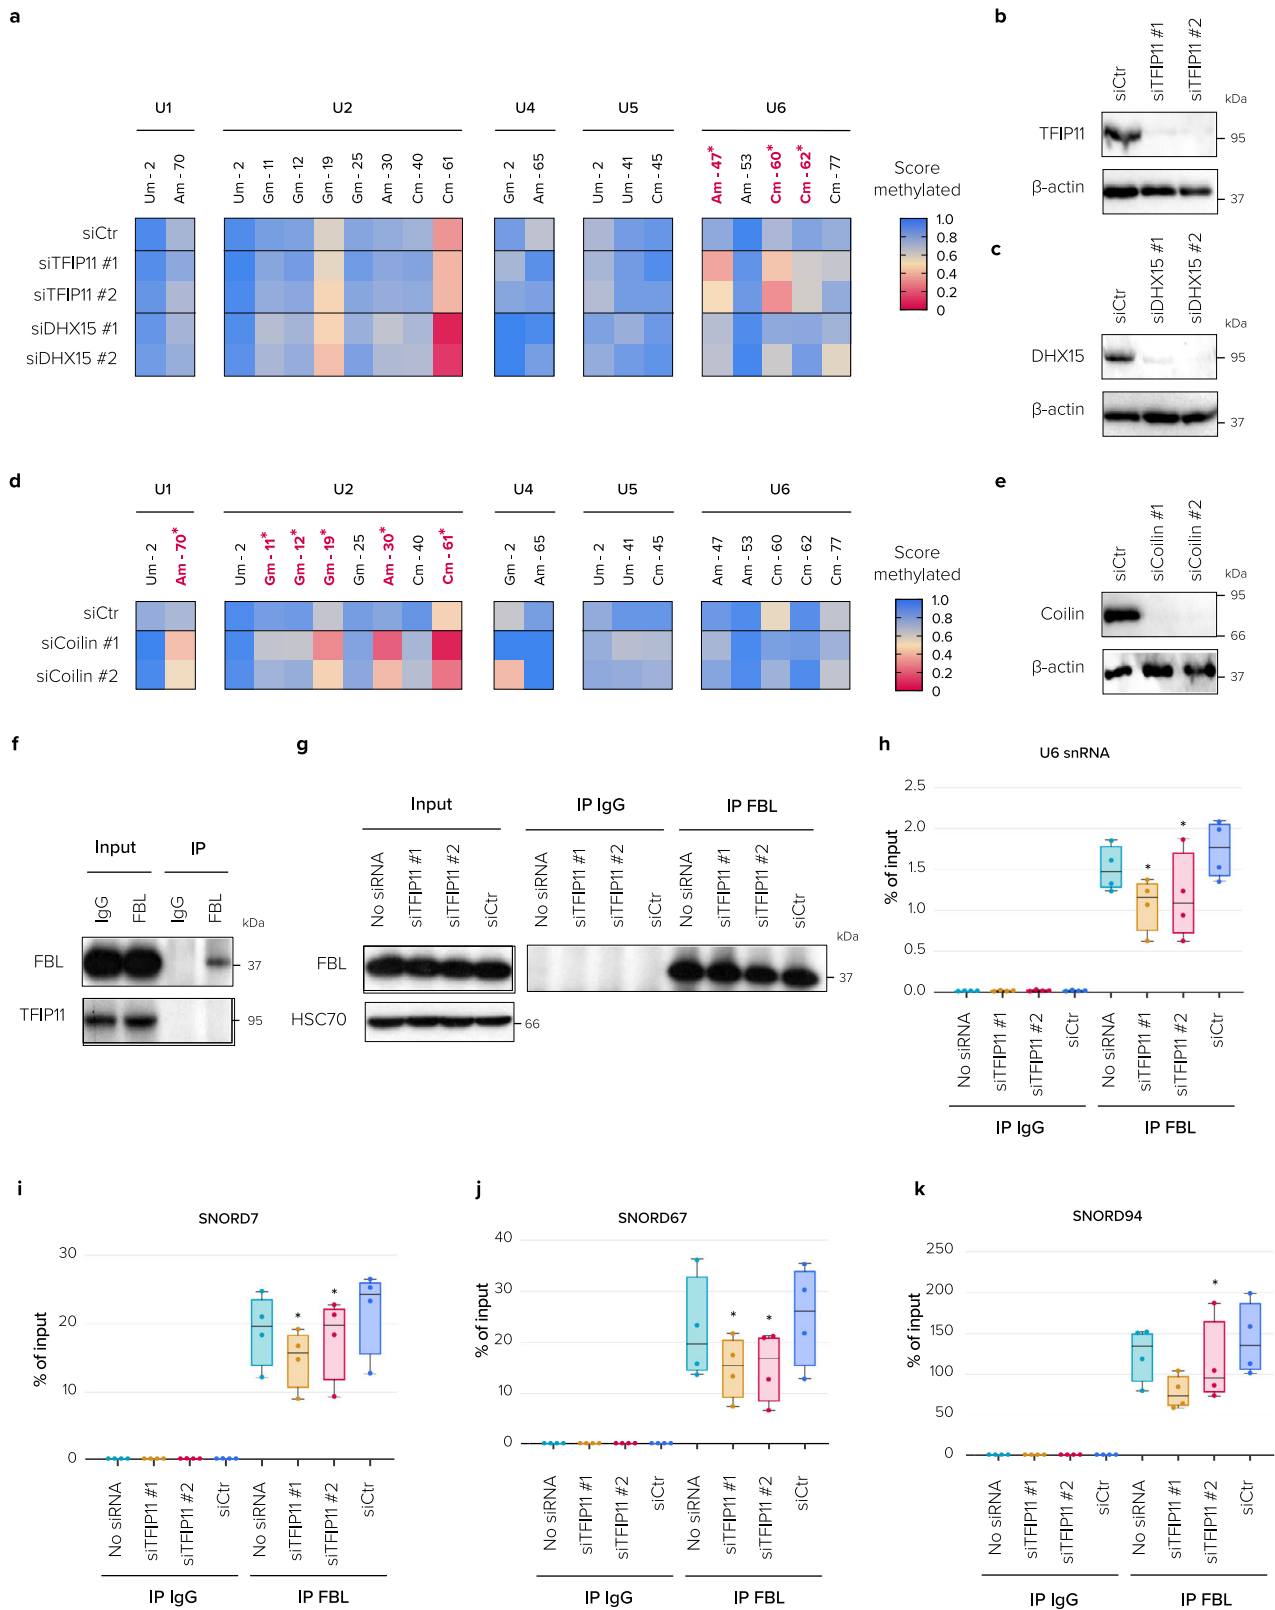 a
U1
U2
U4
U5
U6
Um - 2
Am - 70
Um - 2
Gm - 11
Gm - 12
Gm - 19
Gm - 25
Am - 30
Cm - 40
Cm - 61
Gm - 2
Am - 65
Um - 2
Um - 41
Cm - 45
Am - 47*
Am - 53
Cm - 60*
Cm - 62*
Cm - 77
siCtr
siTFIP11 #1
siTFIP11 #2
siDHX15 #1
siDHX15 #2
Score
methylated
1.0
0.8
0.6
0.4
0.2
0
b
siCtr
siTFIP11 #1
siTFIP11 #2
kDa
TFIP11
95
β-actin
37
c
siCtr
siDHX15 #1
siDHX15 #2
DHX15
95
β-actin
37
d
U1
U2
U4
U5
U6
Um - 2
Am - 70*
Um - 2
Gm - 11*
Gm - 12*
Gm - 19*
Gm - 25
Am - 30*
Cm - 40
Cm - 61*
Gm - 2
Am - 65
Um - 2
Um - 41
Cm - 45
Am - 47
Am - 53
Cm - 60
Cm - 62
Cm - 77
siCtr
siCoilin #1
siCoilin #2
Score
methylated
1.0
0.8
0.6
0.4
0.2
0
e
siCtr
siCoilin #1
siCoilin #2
kDa
Coilin
95
66
β-actin
37
f
Input
IP
IgG
FBL
IgG
FBL
kDa
FBL
37
TFIP11
95
g
Input
IP IgG
IP FBL
No siRNA
siTFIP11 #1
siTFIP11 #2
siCtr
No siRNA
siTFIP11 #1
siTFIP11 #2
siCtr
No siRNA
siTFIP11 #1
siTFIP11 #2
siCtr
kDa
FBL
37
HSC70
66
h
U6 snRNA
% of input
2.5
2.0
1.5
1.0
0.5
0.0
*
*
No siRNA
siTFIP11 #1
siTFIP11 #2
siCtr
No siRNA
siTFIP11 #1
siTFIP11 #2
siCtr
IP IgG
IP FBL
i
SNORD7
% of input
30
20
10
0
*
*
No siRNA
siTFIP11 #1
siTFIP11 #2
siCtr
No siRNA
siTFIP11 #1
siTFIP11 #2
siCtr
IP IgG
IP FBL
j
SNORD67
% of input
40
30
20
10
0
*
*
No siRNA
siTFIP11 #1
siTFIP11 #2
siCtr
No siRNA
siTFIP11 #1
siTFIP11 #2
siCtr
IP IgG
IP FBL
k
SNORD94
% of input
250
200
150
100
50
0
*
No siRNA
siTFIP11 #1
siTFIP11 #2
siCtr
No siRNA
siTFIP11 #1
siTFIP11 #2
siCtr
IP IgG
IP FBL